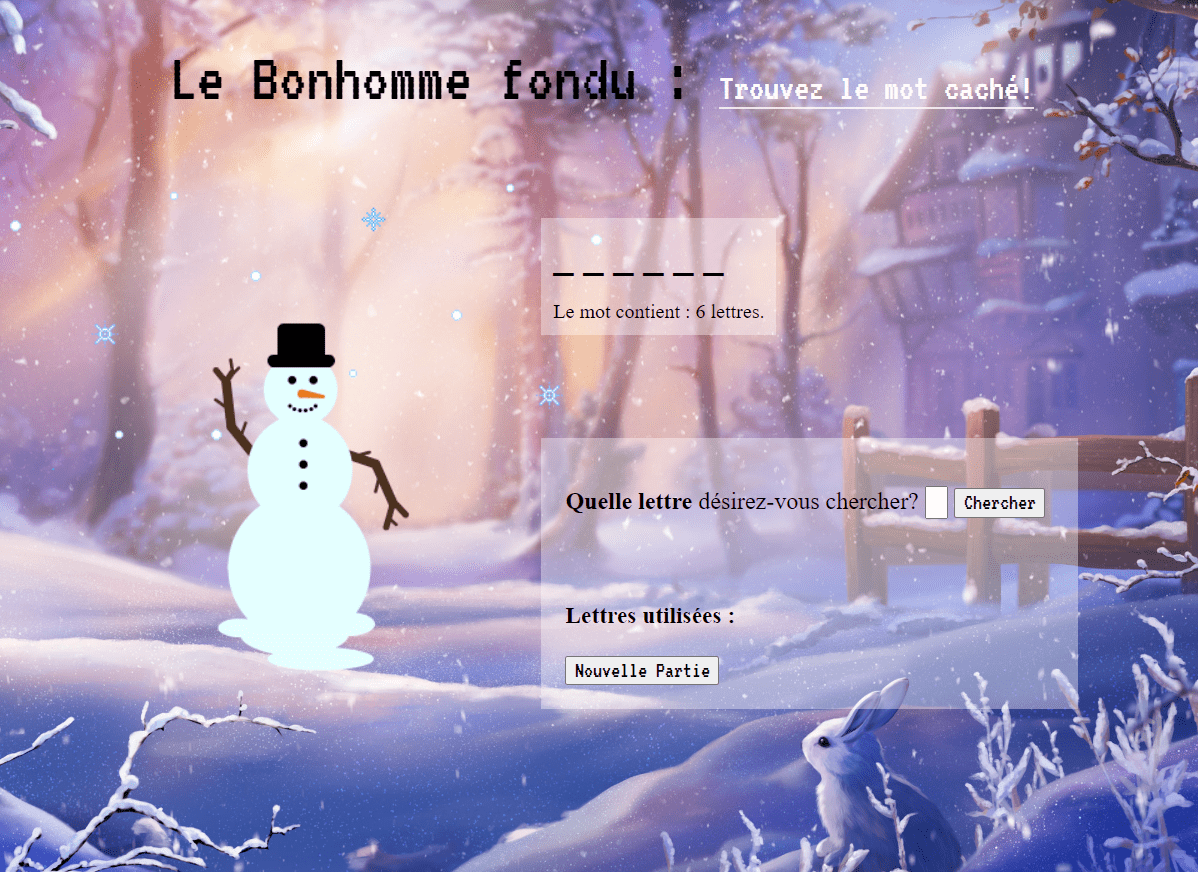 Le Bonhomme fondu : Trouvez le mot caché!
_ _ _ _ _ _
Le mot contient : 6 lettres.
Quelle lettre désirez-vous chercher? Chercher
Lettres utilisées :
Nouvelle Partie